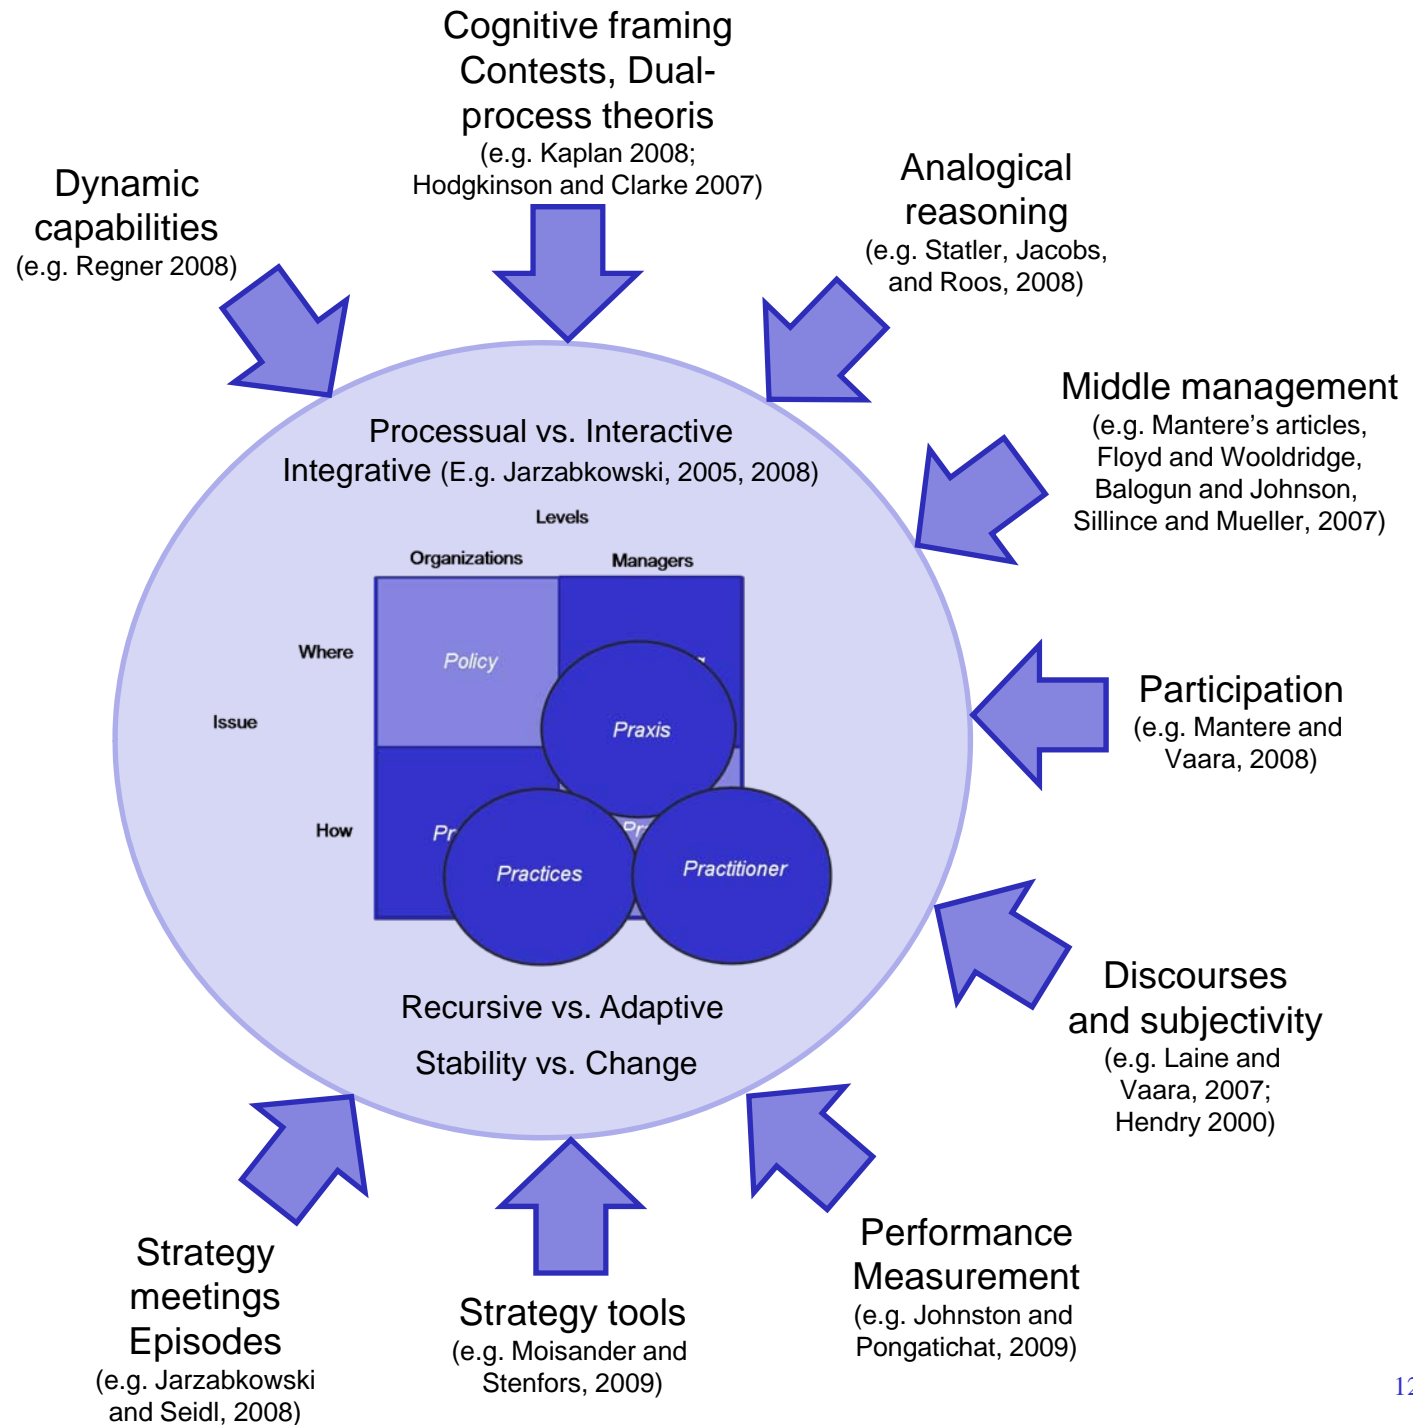 Cognitive framing
Contests, Dual-
process theoris
(e.g. Kaplan 2008;
Hodgkinson and Clarke 2007)
Dynamic
capabilities
(e.g. Regner 2008)
Analogical
reasoning
(e.g. Statler, Jacobs,
and Roos, 2008)
Middle management
(e.g. Mantere's articles,
Floyd and Wooldridge,
Balogun and Johnson,
Sillince and Mueller, 2007)
Participation
(e.g. Mantere and
Vaara, 2008)
Discourses
and subjectivity
(e.g. Laine and
Vaara, 2007;
Hendry 2000)
Performance
Measurement
(e.g. Johnston and
Pongatichat, 2009)
Strategy tools
(e.g. Moisander and
Stenfors, 2009)
Strategy
meetings
Episodes
(e.g. Jarzabkowski
and Seidl, 2008)
Processual vs. Interactive
Integrative (E.g. Jarzabkowski, 2005, 2008)
Levels
Organizations Managers
Where
Policy
Issue
Praxis
How
Practices
Practitioner
Recursive vs. Adaptive
Stability vs. Change